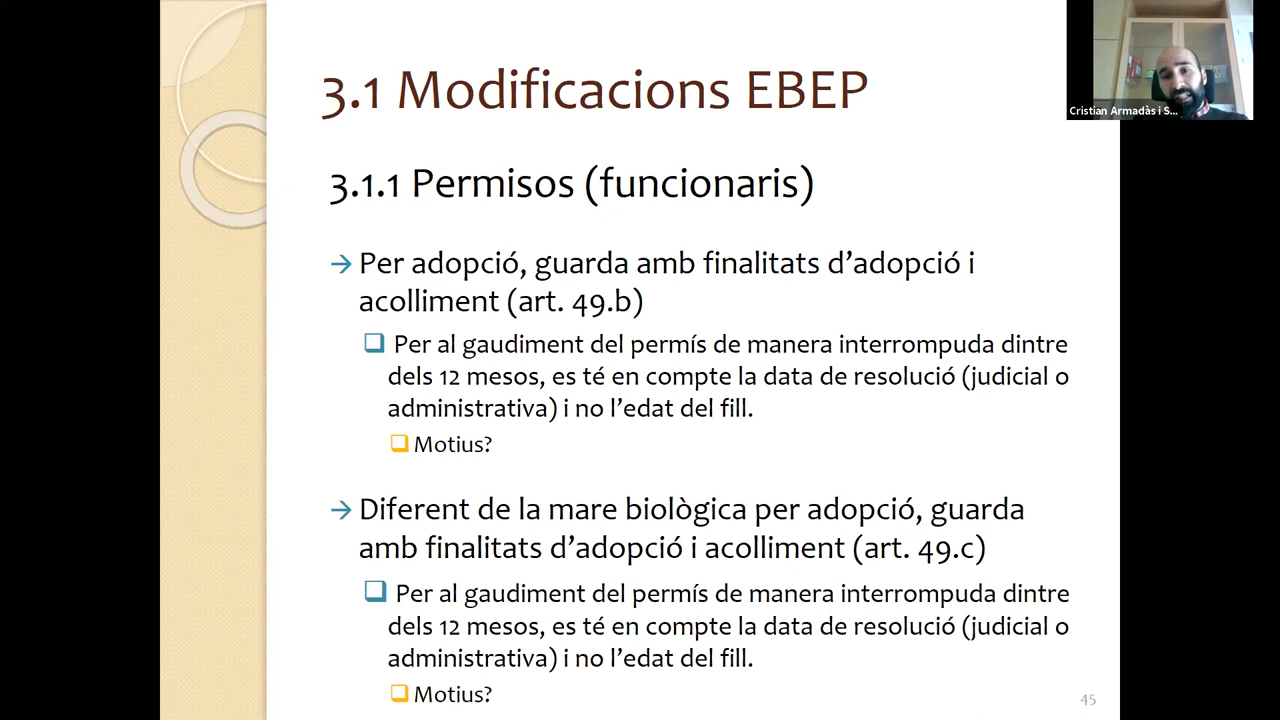 3.1 Modificacions EBEP
Cristian Armadàs i S...
3.1.1 Permisos (funcionaris)
→ Per adopció, guarda amb finalitats d’adopció i
acolliment (art. 49.b)
❑ Per al gaudiment del permís de manera interrompuda dintre
dels 12 mesos, es té en compte la data de resolució (judicial o
administrativa) i no l’edat del fill.
❑ Motius?
→ Diferent de la mare biològica per adopció, guarda
amb finalitats d’adopció i acolliment (art. 49.c)
❑ Per al gaudiment del permís de manera interrompuda dintre
dels 12 mesos, es té en compte la data de resolució (judicial o
administrativa) i no l’edat del fill.
❑ Motius?
45